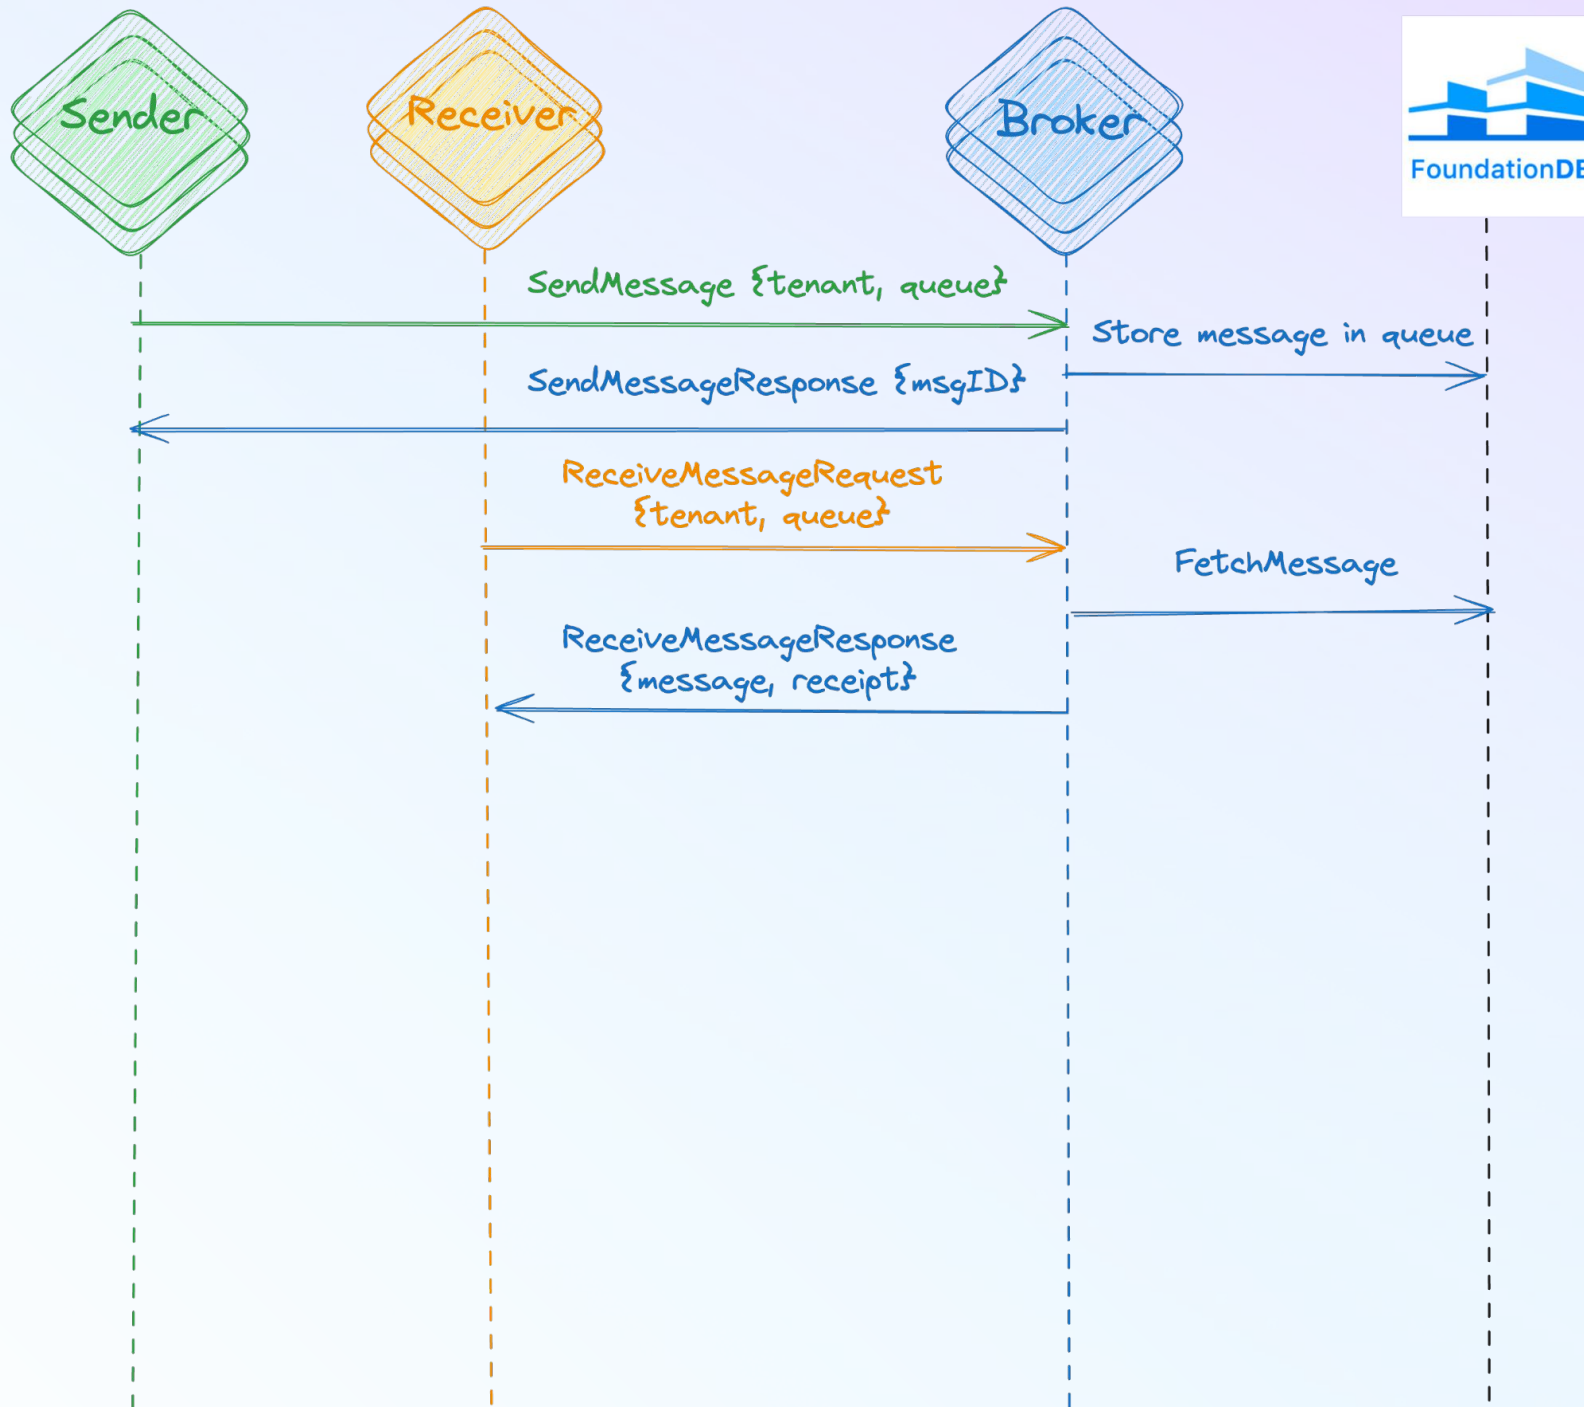 Sender
Receiver
Broker
FoundationDB
SendMessage {tenant, queue}
Store message in queue
SendMessageResponse {msgID}
ReceiveMessageRequest
{tenant, queue}
FetchMessage
ReceiveMessageResponse
{message, receipt}